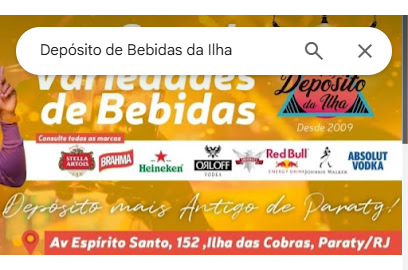 Depósito de Bebidas da Ilha
Variedades
de Bebidas
Depósito
da Ilha
Desde 2009
Consulte todas as marcas
STELLA
ARTOIS
BRAHMA
Heineken
ORLOFF
VODKA
SMIRNOFF
Red Bull
ENERGY DRINK
JOHNNIE WALKER
ABSOLUT
VODKA
Depósito mais Antigo de Paraty!
Av Espírito Santo, 152 ,Ilha das Cobras, Paraty/RJ